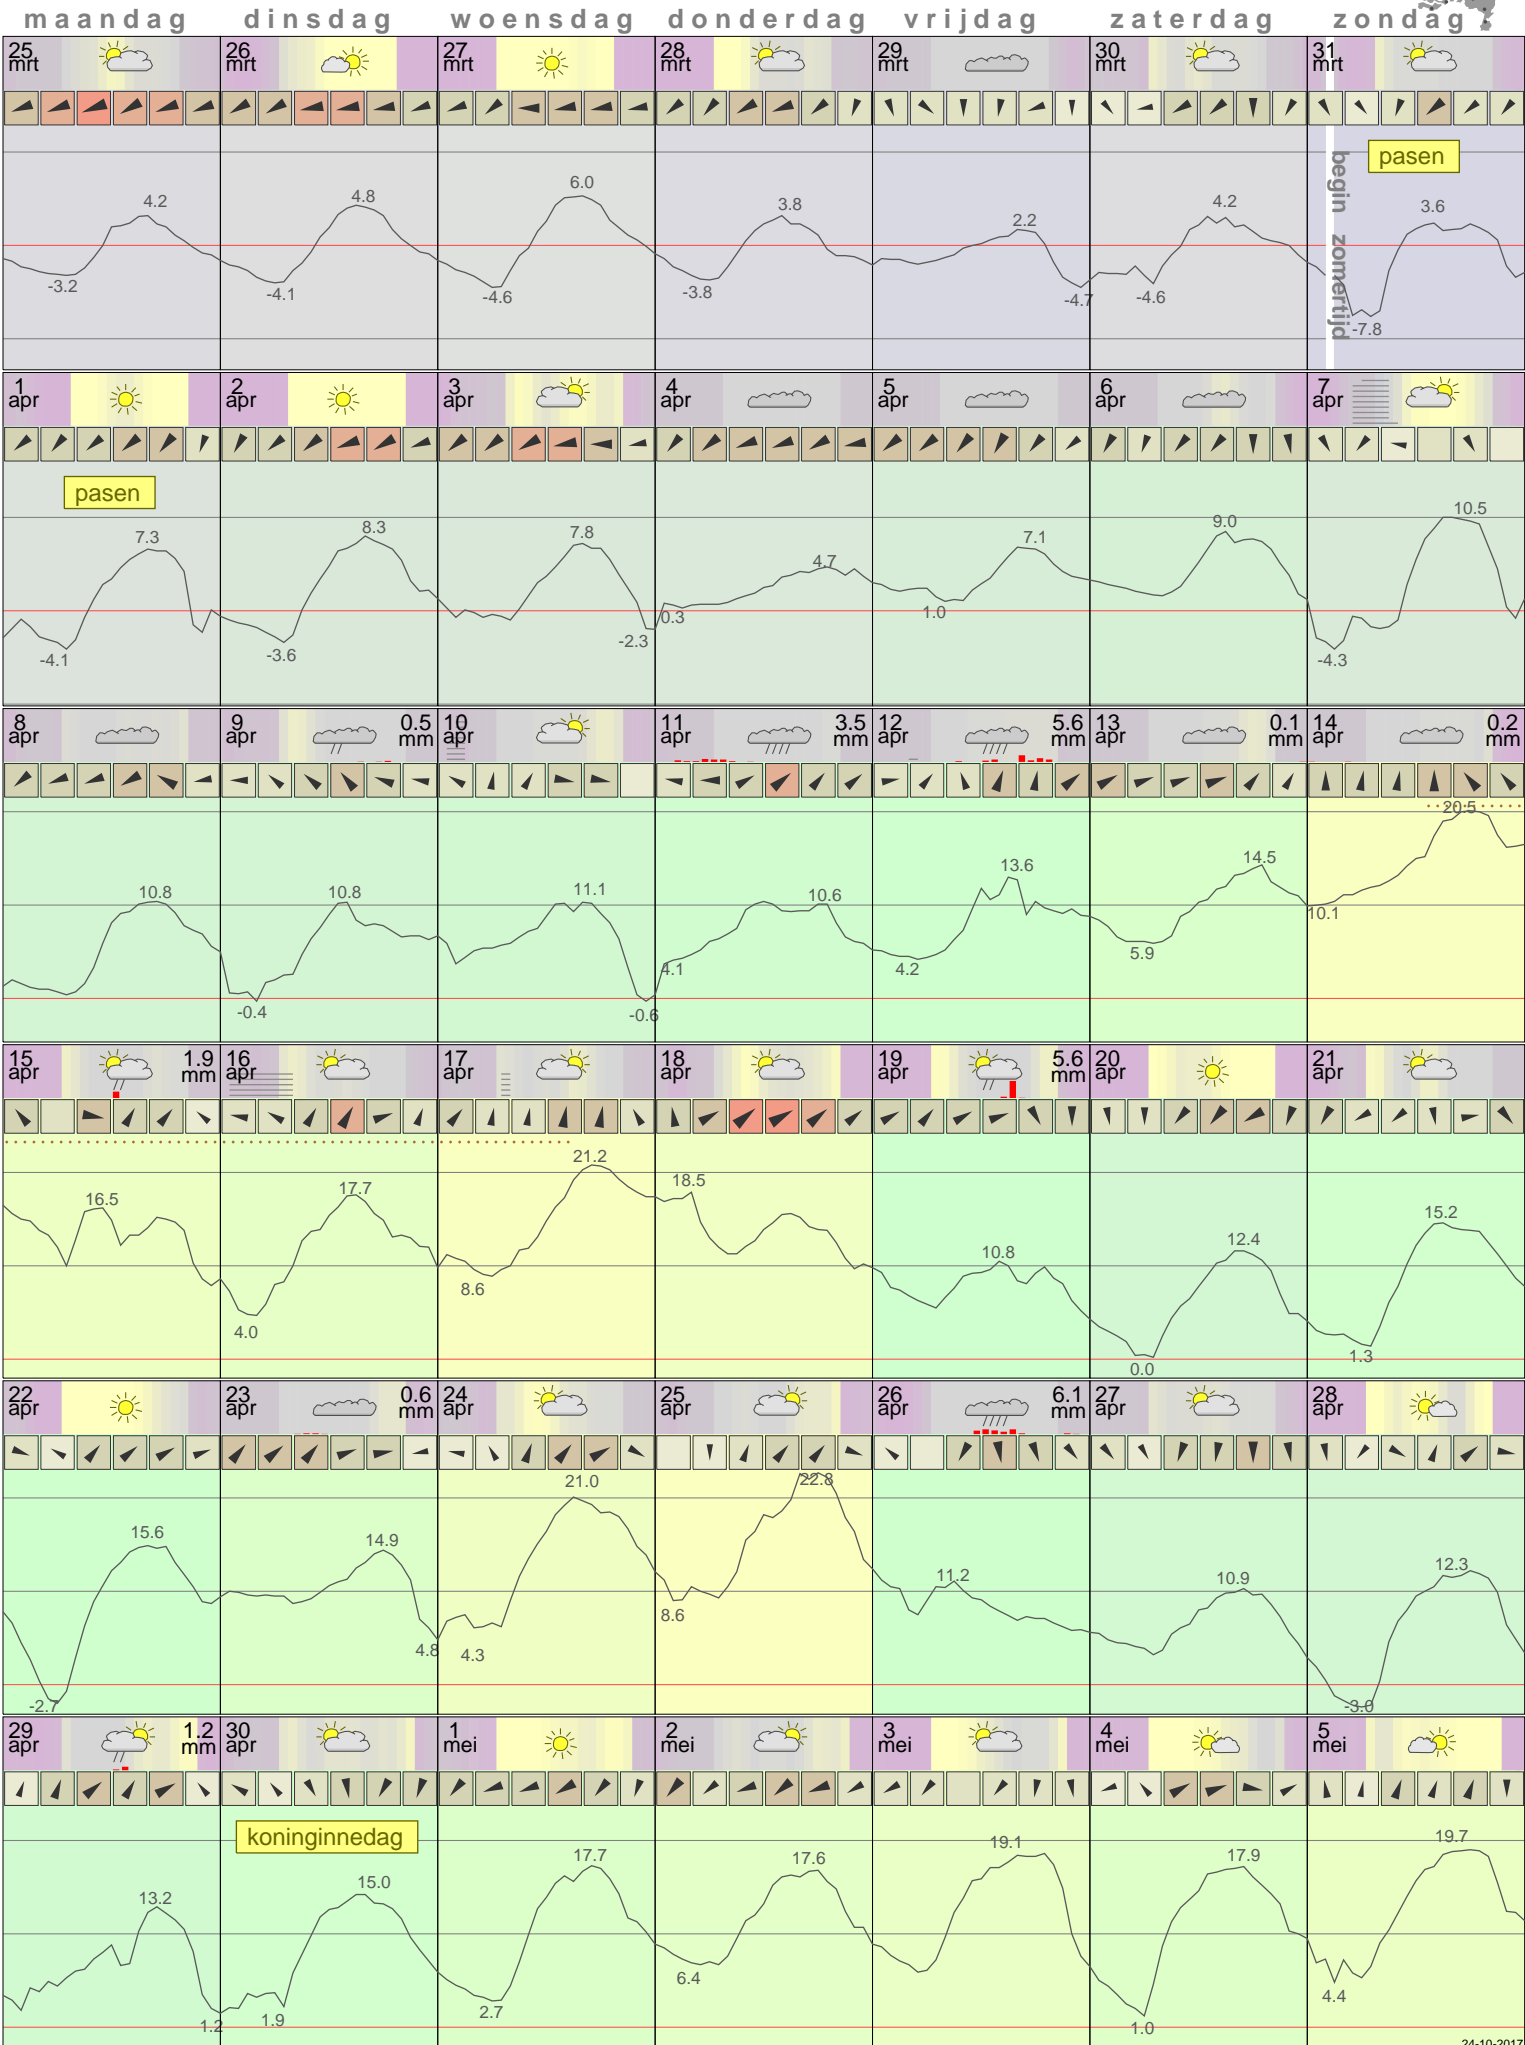 maandag dinsdag woensdag donderdag vrijdag zaterdag zondag
25 26 27 28 29 30 31
mrt mrt mrt mrt mrt mrt mrt
pasen
begin zomertijd
4.2 4.8 6.0 3.8 2.2 4.2 3.6
-3.2 -4.1 -4.6 -3.8 -4.7 -4.6 -7.8
1 2 3 4 5 6 7
apr apr apr apr apr apr apr
pasen
7.3 8.3 7.8 4.7 7.1 9.0 10.5
-4.1 -3.6 -2.3 0.3 1.0 -4.3
8 9 0.5 10 11 3.5 12 5.6 13 0.1 14 0.2
apr apr mm apr apr mm apr mm apr mm apr mm
10.8 10.8 11.1 10.6 13.6 14.5 20.5
-0.4 -0.6 4.1 4.2 5.9 10.1
15 1.9 16 17 18 19 5.6 20 21
apr mm apr apr apr apr mm apr apr
16.5 17.7 21.2 18.5 10.8 12.4 15.2
4.0 8.6 0.0 1.3
22 23 0.6 24 25 26 6.1 27 28
apr apr mm apr apr apr mm apr apr
15.6 14.9 21.0 22.8 11.2 10.9 12.3
-2.7 4.8 4.3 8.6 -3.0
29 1.2 30 1 2 3 4 5
apr mm apr mei mei mei mei mei
koninginnedag
13.2 15.0 17.7 17.6 19.1 17.9 19.7
1.2 1.9 2.7 6.4 1.0 4.4
24-10-2017